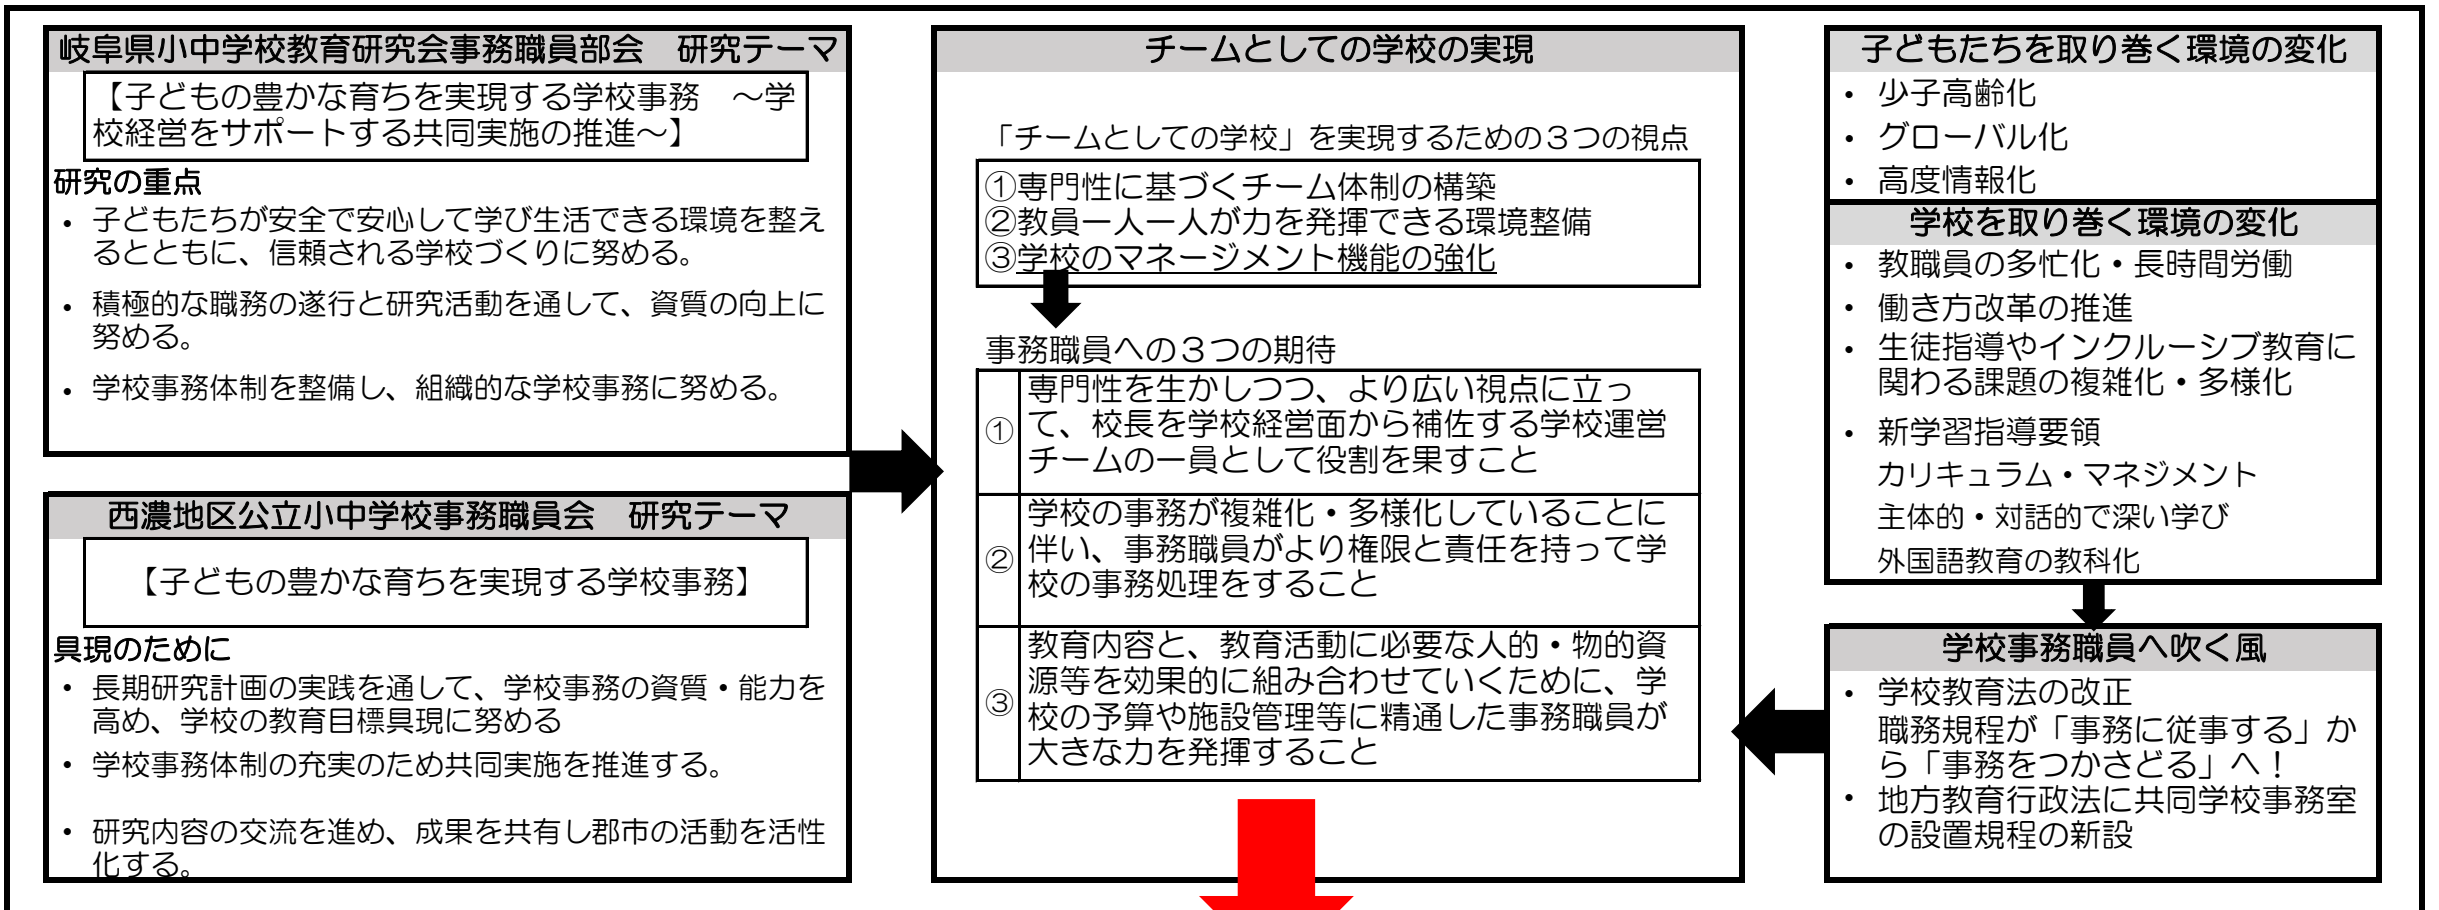 岐阜県小中学校教育研究会事務職員部会　研究テーマ
【子どもの豊かな育ちを実現する学校事務　～学
校経営をサポートする共同実施の推進～】
研究の重点
・ 子どもたちが安全で安心して学び生活できる環境を整え
るとともに、信頼される学校づくりに努める。
・ 積極的な職務の遂行と研究活動を通して、資質の向上に
努める。
・ 学校事務体制を整備し、組織的な学校事務に努める。
西濃地区公立小中学校事務職員会　研究テーマ
【子どもの豊かな育ちを実現する学校事務】
具現のために
・ 長期研究計画の実践を通して、学校事務の資質・能力を
高め、学校の教育目標具現に努める
・ 学校事務体制の充実のため共同実施を推進する。
・ 研究内容の交流を進め、成果を共有し郡市の活動を活性
化する。
チームとしての学校の実現
「チームとしての学校」を実現するための３つの視点
①専門性に基づくチーム体制の構築
②教員一人一人が力を発揮できる環境整備
③学校のマネージメント機能の強化
事務職員への３つの期待
①
専門性を生かしつつ、より広い視点に立っ
て、校長を学校経営面から補佐する学校運営
チームの一員として役割を果すこと
②
学校の事務が複雑化・多様化していることに
伴い、事務職員がより権限と責任を持って学
校の事務処理をすること
③
教育内容と、教育活動に必要な人的・物的資
源等を効果的に組み合わせていくために、学
校の予算や施設管理等に精通した事務職員が
大きな力を発揮すること
子どもたちを取り巻く環境の変化
・ 少子高齢化
・ グローバル化
・ 高度情報化
学校を取り巻く環境の変化
・ 教職員の多忙化・長時間労働
・ 働き方改革の推進
・ 生徒指導やインクルーシブ教育に
関わる課題の複雑化・多様化
・ 新学習指導要領
カリキュラム・マネジメント
主体的・対話的で深い学び
外国語教育の教科化
学校事務職員へ吹く風
・ 学校教育法の改正
職務規程が「事務に従事する」か
ら「事務をつかさどる」へ！
・ 地方教育行政法に共同学校事務室
の設置規程の新設